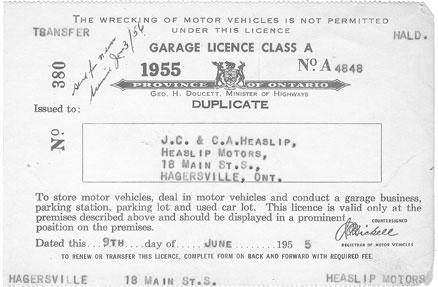 THE WRECKING OF MOTOR VEHICLES IS NOT PERMITTED
UNDER THIS LICENCE
TRANSFER
HALD.
GARAGE LICENCE CLASS A
380
1955
No. A 4848
PROVINCE OF ONTARIO
GEO. H. DOUCETT, MINISTER OF HIGHWAYS
DUPLICATE
Issued to:
No
J.C. & C.A.HEASLIP,
HEASLIP MOTORS,
18 MAIN ST.S.,
HAGERSVILLE, ONT.
To store motor vehicles, deal in motor vehicles and conduct a garage business,
parking station, parking lot and used car lot. This licence is valid only at the
premises described above and should be displayed in a prominent
position on the premises.
COUNTERSIGNED
Dated this...9TH....day of...JUNE..........1955
REGISTRAR OF MOTOR VEHICLES
TO RENEW OR TRANSFER THIS LICENCE, COMPLETE FORM ON BACK AND FORWARD WITH REQUIRED FEE.
HAGERSVILLE 18 MAIN ST.S. HEASLIP MOTORS